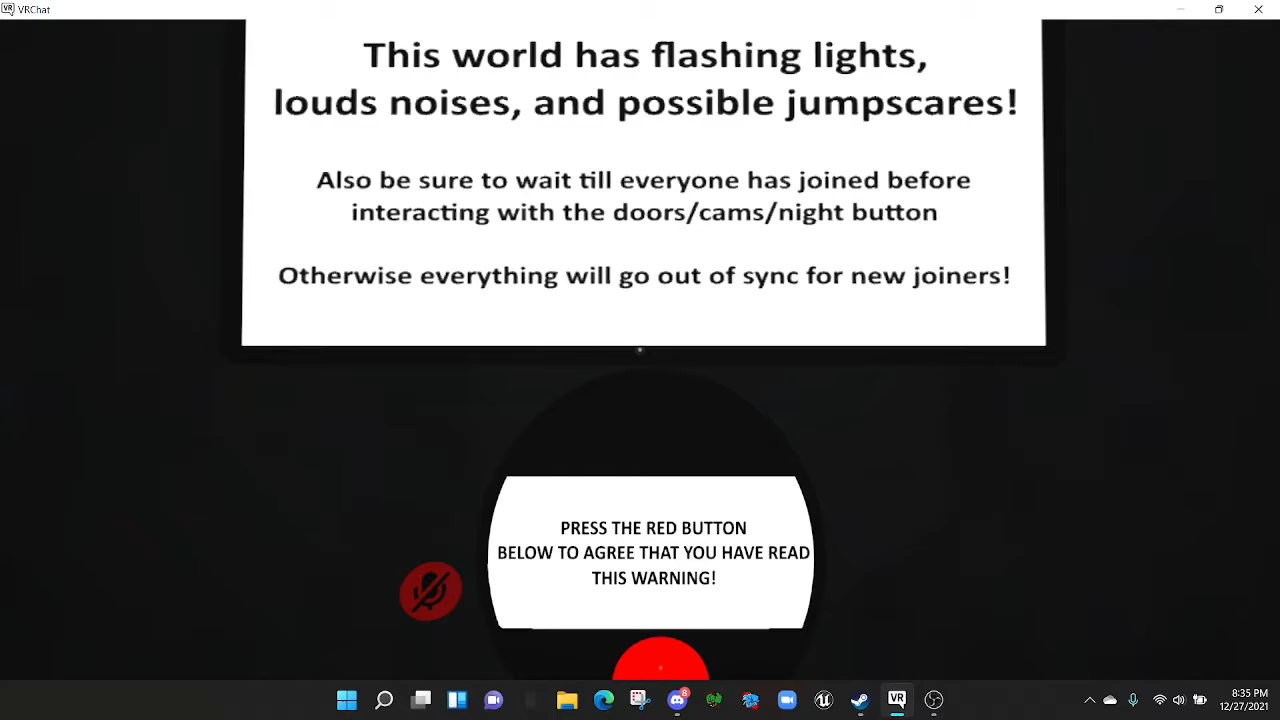 VRChat
This world has flashing lights,
louds noises, and possible jumpscares!
Also be sure to wait till everyone has joined before
interacting with the doors/cams/night button
Otherwise everything will go out of sync for new joiners!
PRESS THE RED BUTTON
BELOW TO AGREE THAT YOU HAVE READ
THIS WARNING!
8
VR
8:35 PM
12/27/2021